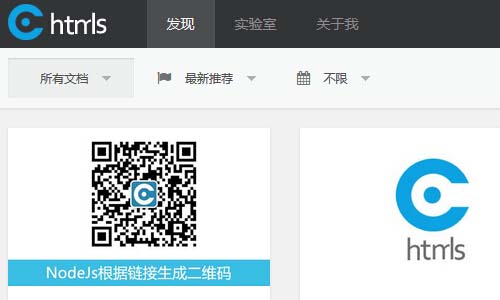 htmls
发现
实验室
关于我
所有文档
最新推荐
不限
NodeJs根据链接生成二维码
htmls